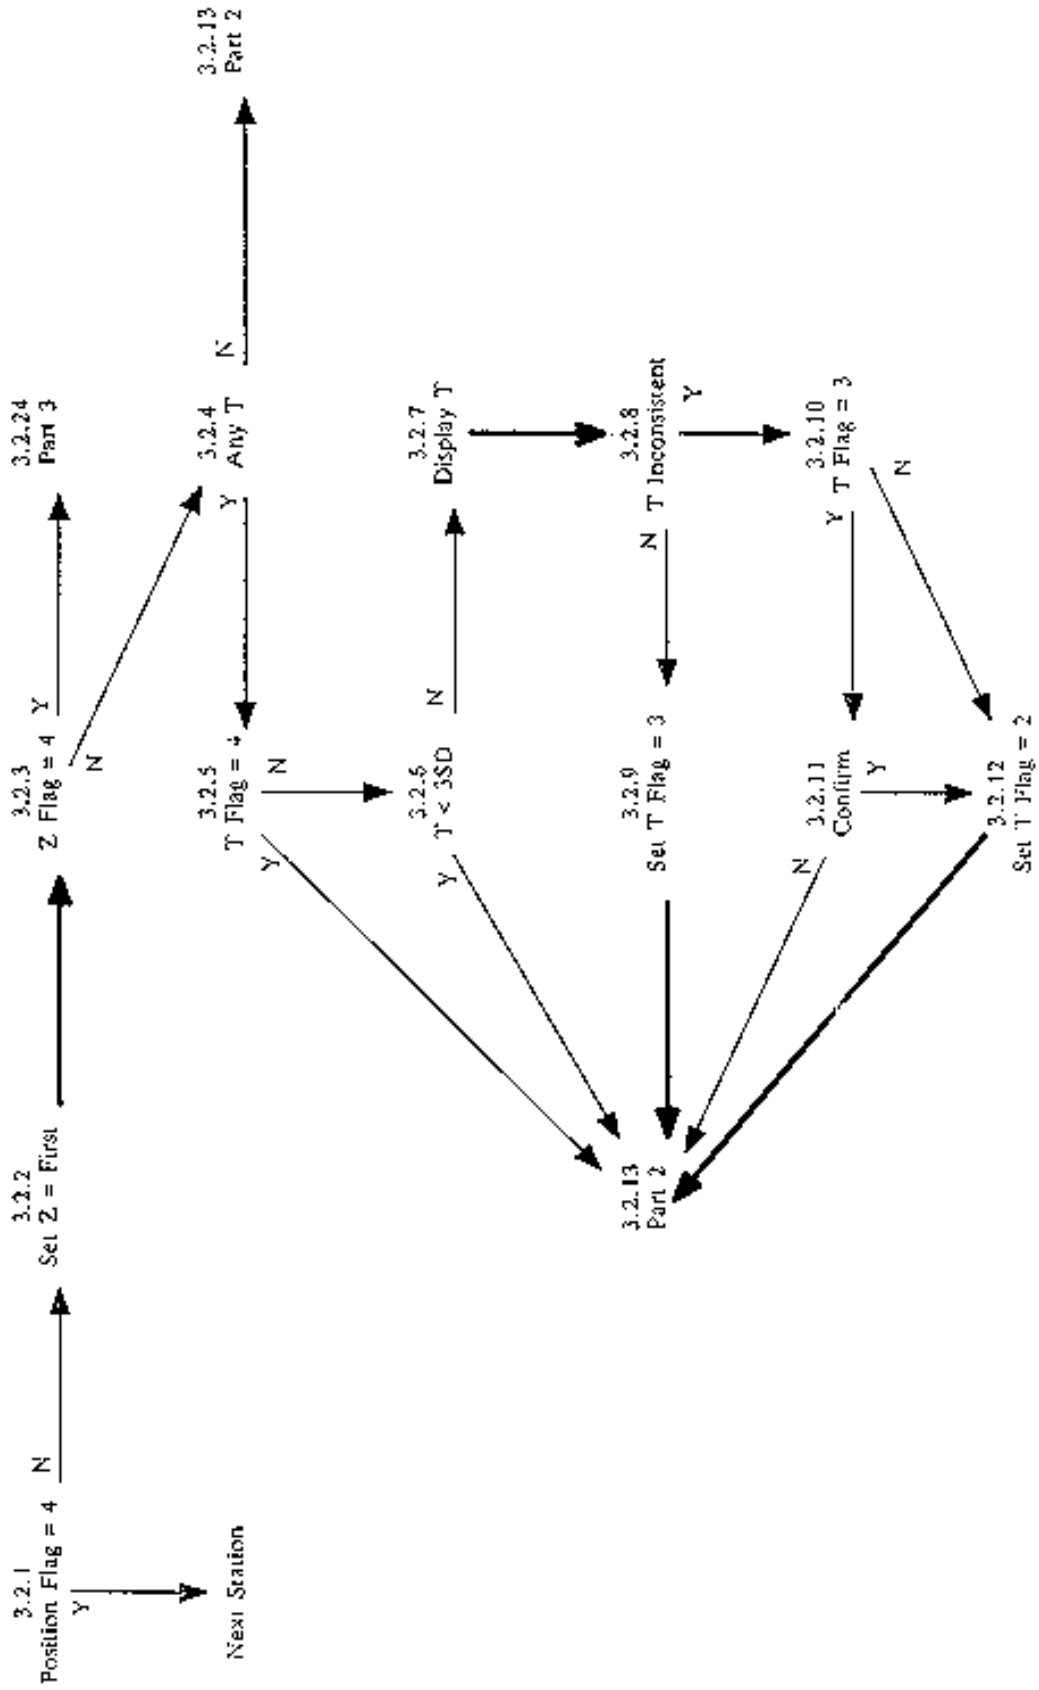 3.2.1
Position Flag = 4
N
Y
Next Station
3.2.2
Set Z = First
3.2.3
Z Flag = 4
Y
N
3.2.24
Part 3
3.2.4
Any T
Y
N
3.2.13
Part 2
3.2.5
T Flag = 4
Y
N
3.2.6
T < 3SD
Y
N
3.2.7
Display T
3.2.8
T Inconsistent
N
Y
3.2.9
Set T Flag = 3
3.2.10
T Flag = 3
Y
N
3.2.11
Confirm
N
Y
3.2.12
Set T Flag = 2
3.2.13
Part 2